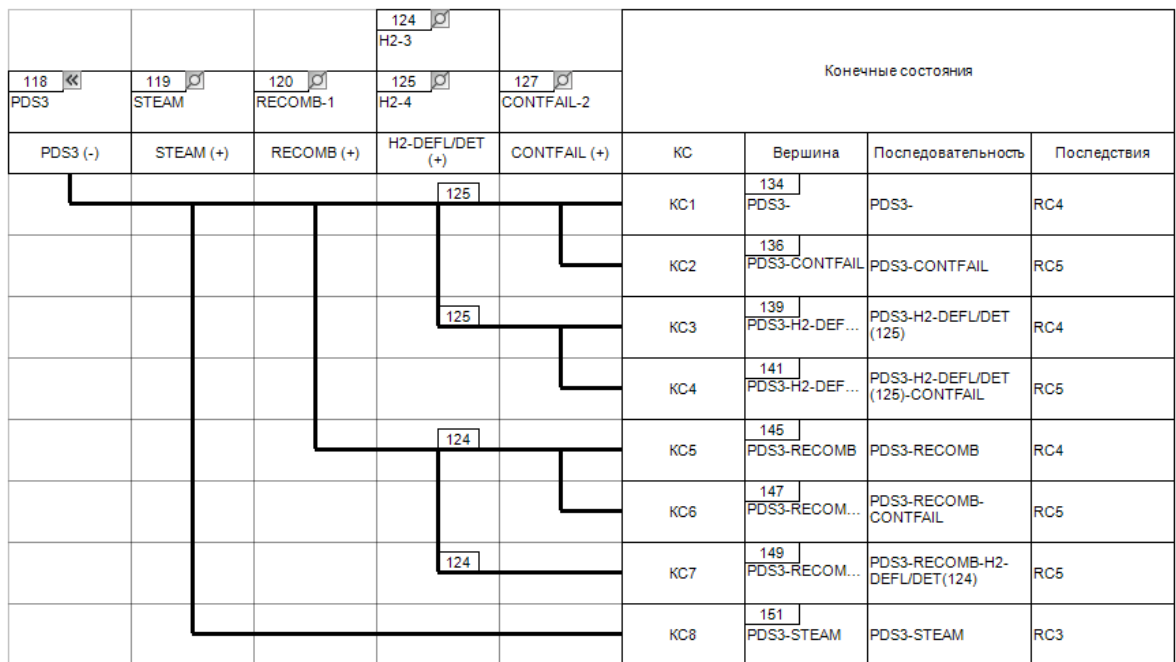 124
H2-3
Конечные состояния
118
PDS3
119
STEAM
120
RECOMB-1
125
H2-4
127
CONTFAIL-2
PDS3 (-)
STEAM (+)
RECOMB (+)
H2-DEFL/DET
(+)
CONTFAIL (+)
КС
Вершина
Последовательность
Последствия
125
КС1
134
PDS3-
PDS3-
RC4
КС2
136
PDS3-CONTFAIL
PDS3-CONTFAIL
RC5
125
КС3
139
PDS3-H2-DEF...
PDS3-H2-DEFL/DET
(125)
RC4
КС4
141
PDS3-H2-DEF...
PDS3-H2-DEFL/DET
(125)-CONTFAIL
RC5
124
КС5
145
PDS3-RECOMB
PDS3-RECOMB
RC4
КС6
147
PDS3-RECOM...
PDS3-RECOMB-
CONTFAIL
RC5
124
КС7
149
PDS3-RECOM...
PDS3-RECOMB-H2-
DEFL/DET(124)
RC5
КС8
151
PDS3-STEAM
PDS3-STEAM
RC3